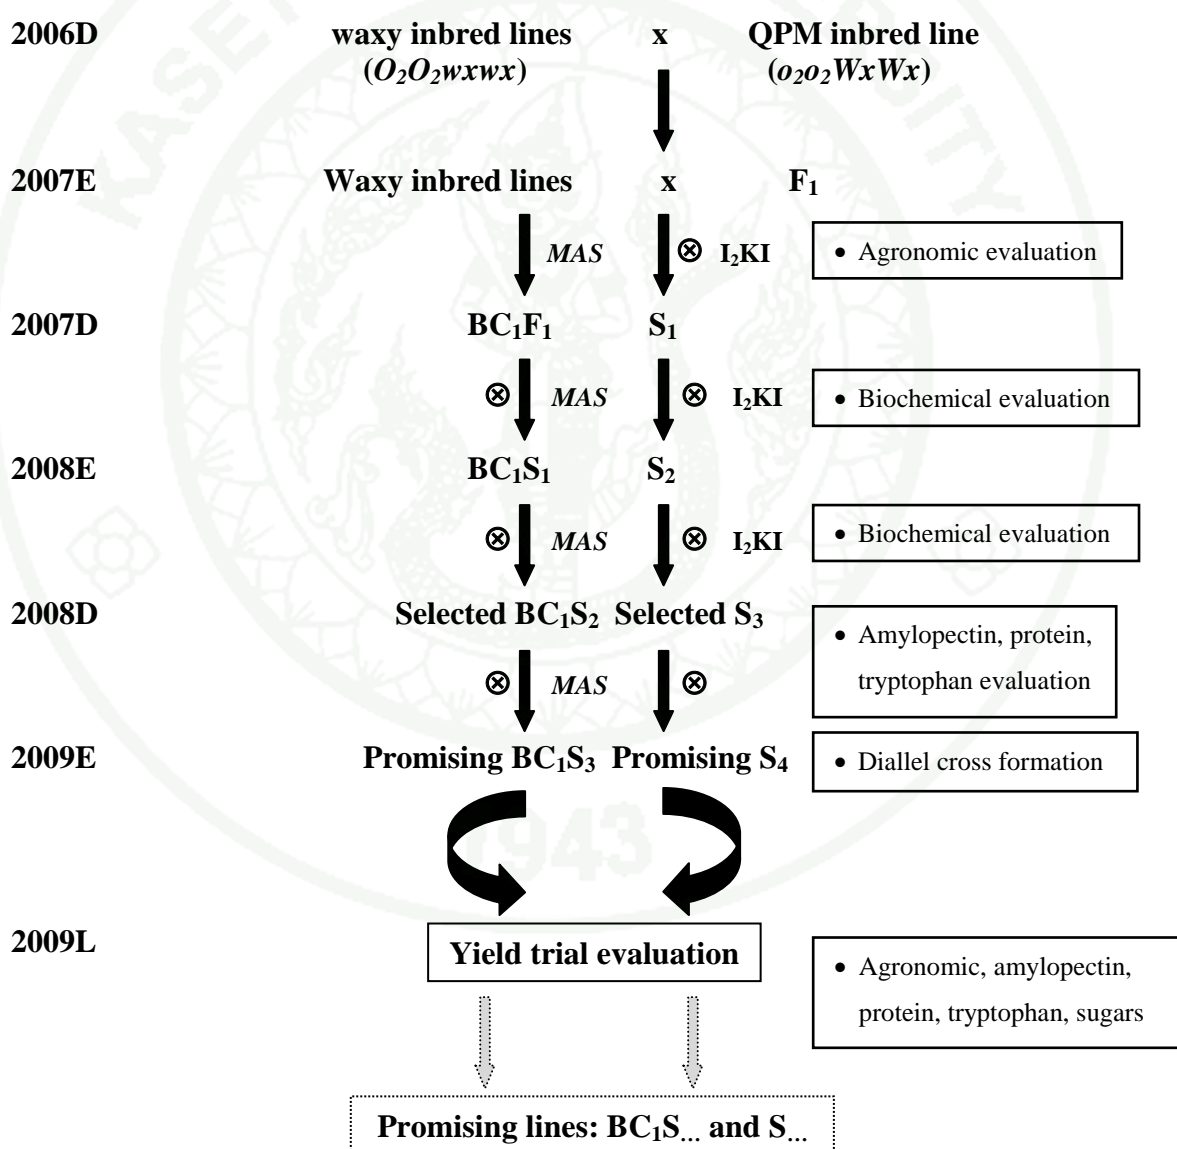 2006D waxy inbred lines x QPM inbred line
(O₂O₂wxwx) (o₂o₂WxWx)
2007E Waxy inbred lines x F₁
MAS ⊗ I₂KI • Agronomic evaluation
2007D BC₁F₁ S₁
⊗ MAS ⊗ I₂KI • Biochemical evaluation
2008E BC₁S₁ S₂
⊗ MAS ⊗ I₂KI • Biochemical evaluation
2008D Selected BC₁S₂ Selected S₃
• Amylopectin, protein,
tryptophan evaluation
⊗ MAS ⊗
2009E Promising BC₁S₃ Promising S₄ • Diallel cross formation
2009L Yield trial evaluation
• Agronomic, amylopectin,
protein, tryptophan, sugars
Promising lines: BC₁S... and S...
KASETSART UNIVERSITY
1943